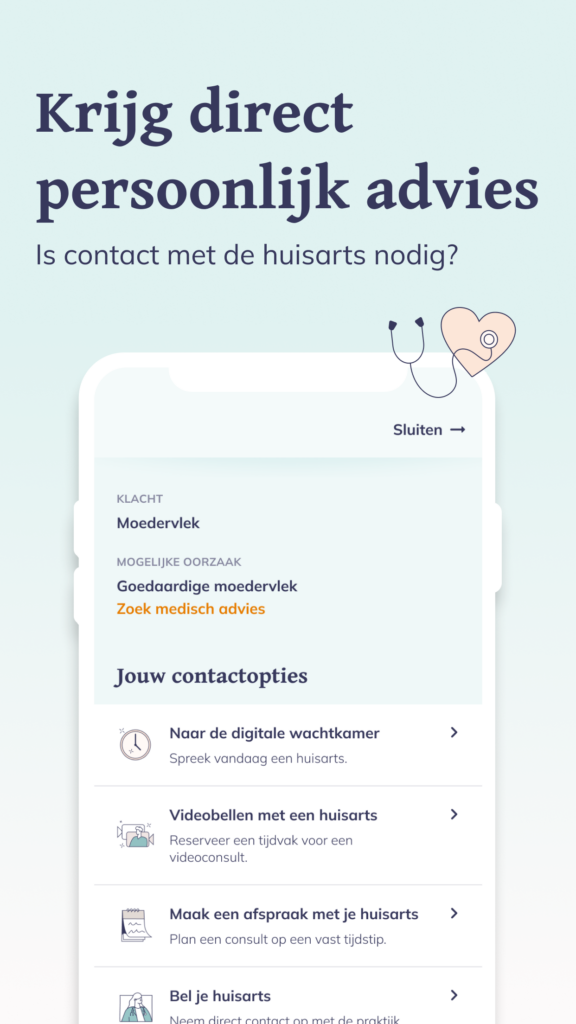 Krijg direct
persoonlijk advies
Is contact met de huisarts nodig?
Sluiten
KLACHT
Moedervlek
MOGELIJKE OORZAAK
Goedaardige moedervlek
Zoek medisch advies
Jouw contactopties
Naar de digitale wachtkamer
Spreek vandaag een huisarts.
Videobellen met een huisarts
Reserveer een tijdvak voor een
videoconsult.
Maak een afspraak met je huisarts
Plan een consult op een vast tijdstip.
Bel je huisarts
Neem direct contact op met de praktijk